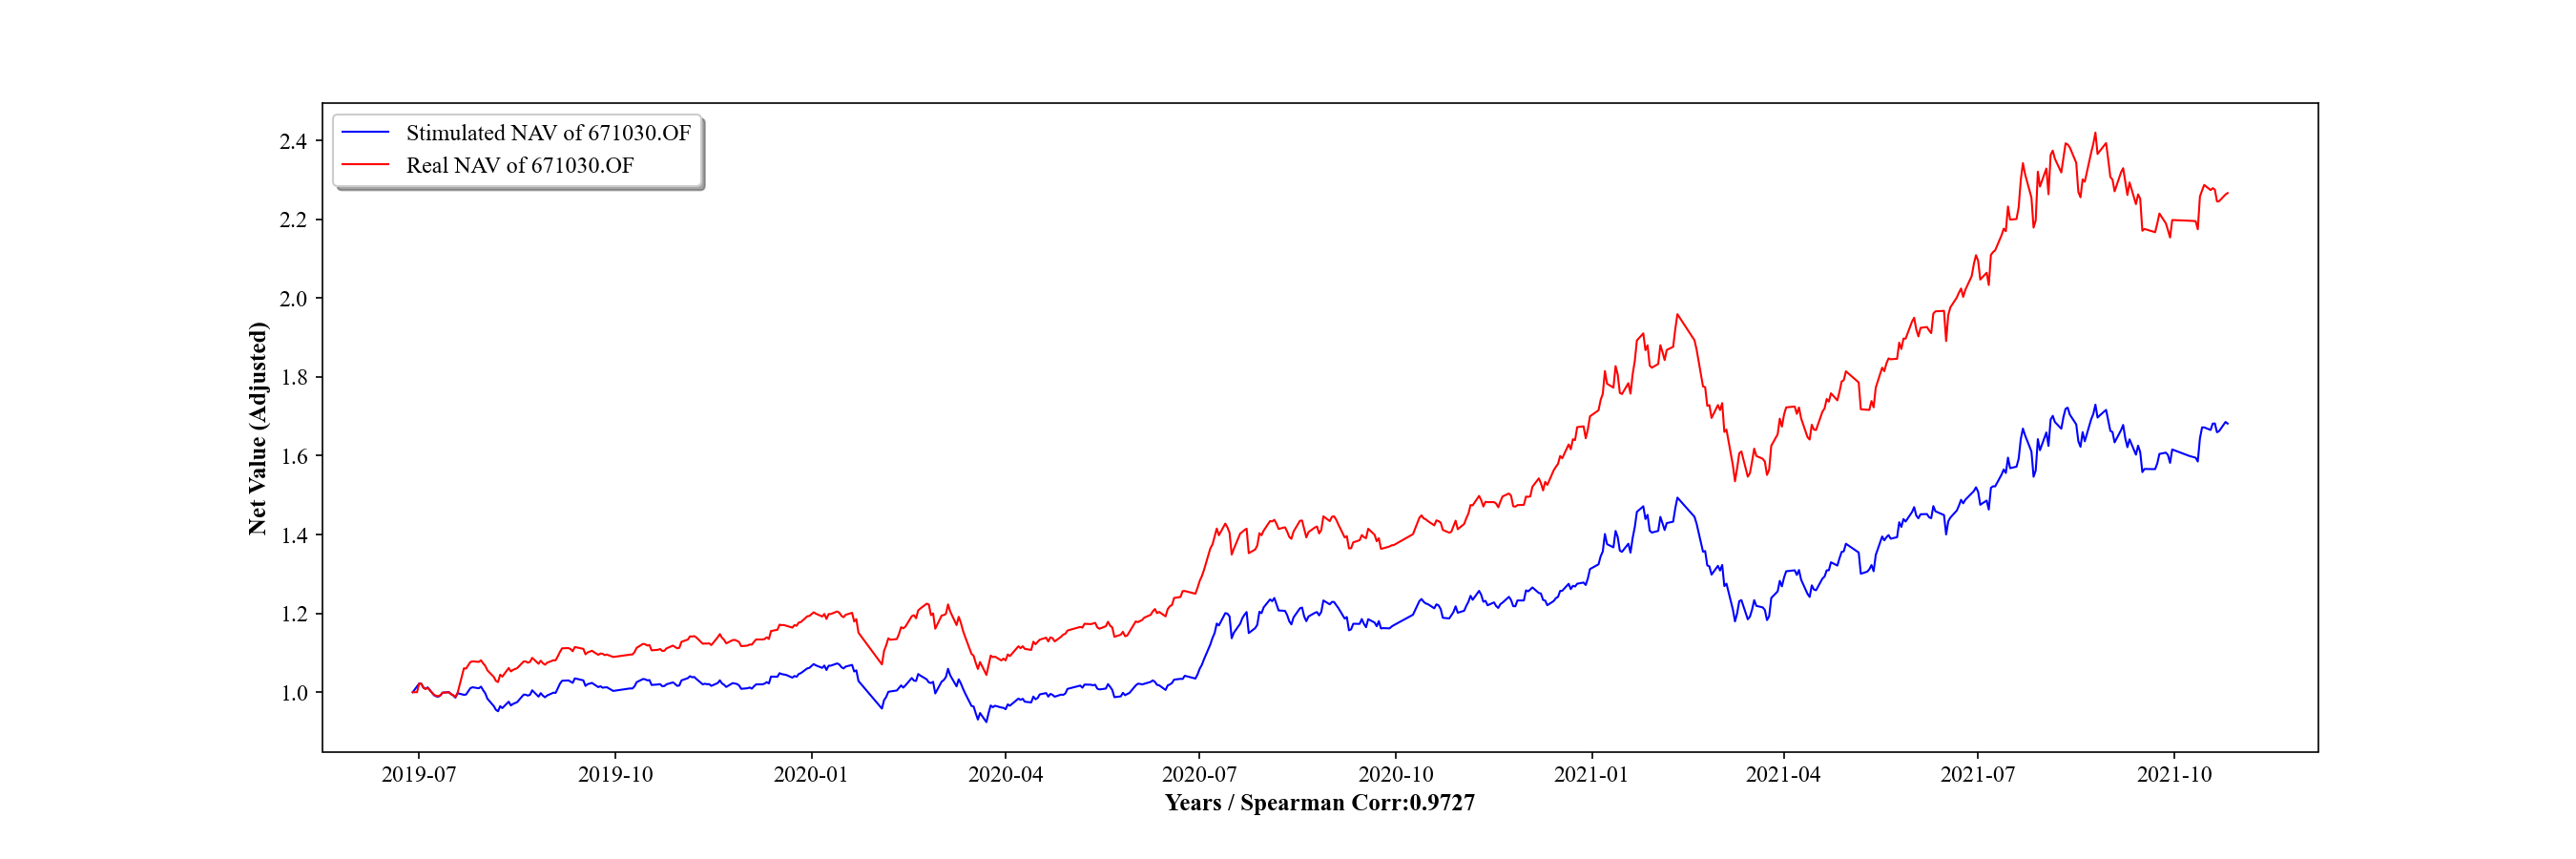 Stimulated NAV of 671030.OF
Real NAV of 671030.OF
Net Value (Adjusted)
2.4
2.2
2.0
1.8
1.6
1.4
1.2
1.0
2019-07 2019-10 2020-01 2020-04 2020-07 2020-10 2021-01 2021-04 2021-07 2021-10
Years / Spearman Corr:0.9727